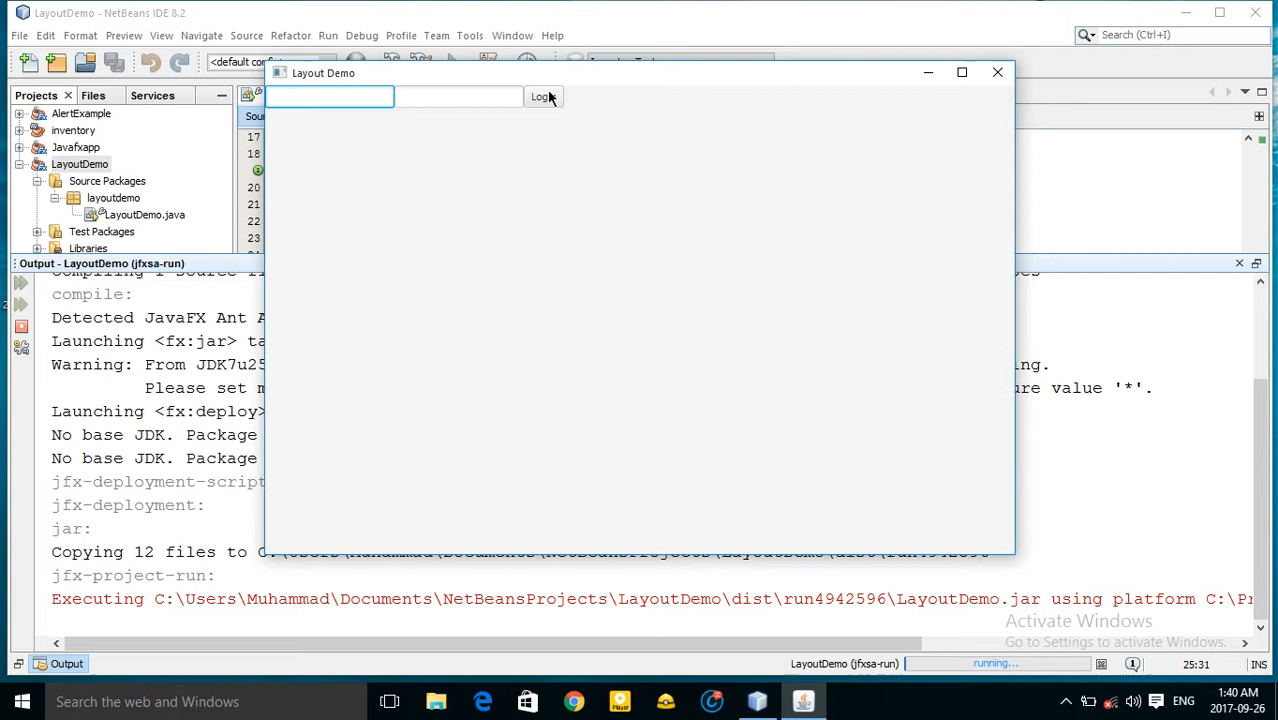 LayoutDemo - NetBeans IDE 8.2
File Edit Format Preview View Navigate Source Refactor Run Debug Profile Team Tools Window Help
Search (Ctrl+I)
<default config>
Layout Demo
Projects Files Services
AlertExample
inventory
Javafxapp
LayoutDemo
Source Packages
layoutdemo
LayoutDemo.java
Test Packages
Libraries
17
18
20
21
22
23
Output - LayoutDemo (jfxsa-run)
compile:
Detected JavaFX Ant
Launching <fx:jar>
Warning: From JDK7u25
Please set
ure value '*'.
Launching <fx:deploy>
No base JDK. Package
No base JDK. Package
jfx-deployment-script
jfx-deployment:
jar:
Copying 12 files to
jfx-project-run:
Executing C:\Users\Muhammad\Documents\NetBeansProjects\LayoutDemo\dist\run4942596\LayoutDemo.jar using platform
Activate Windows
Go to Settings to activate Windows.
Output
LayoutDemo (jfxsa-run) running... 25:31 INS
Search the web and Windows
Player
ENG
1:40 AM
2017-09-26